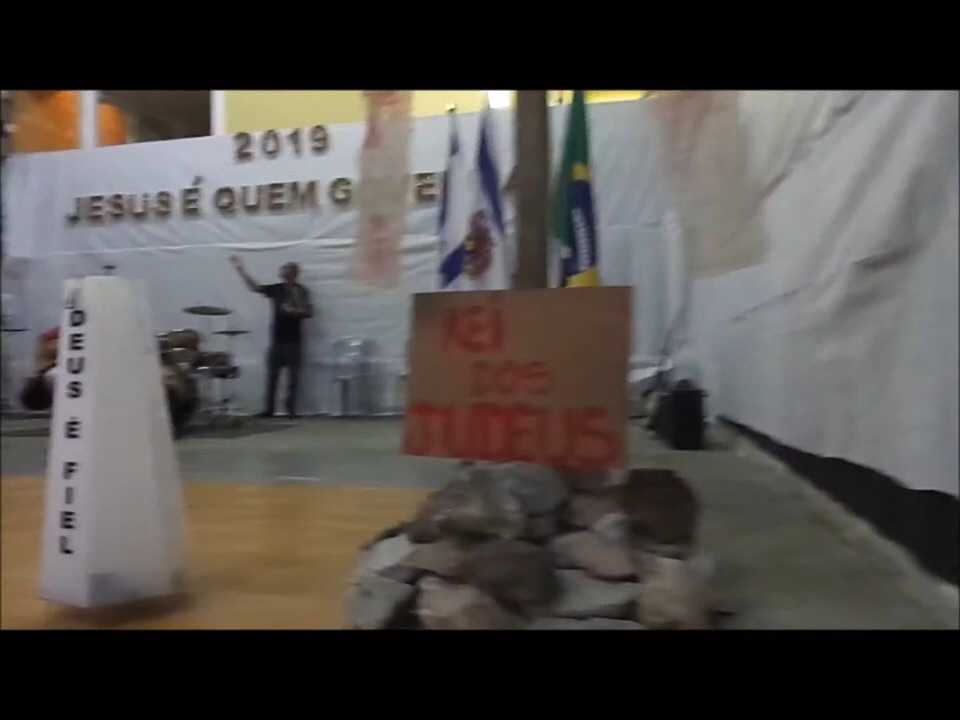 2019
JESUS É QUEM
DEUS É FIEL
REI
DOS
JUDEUS